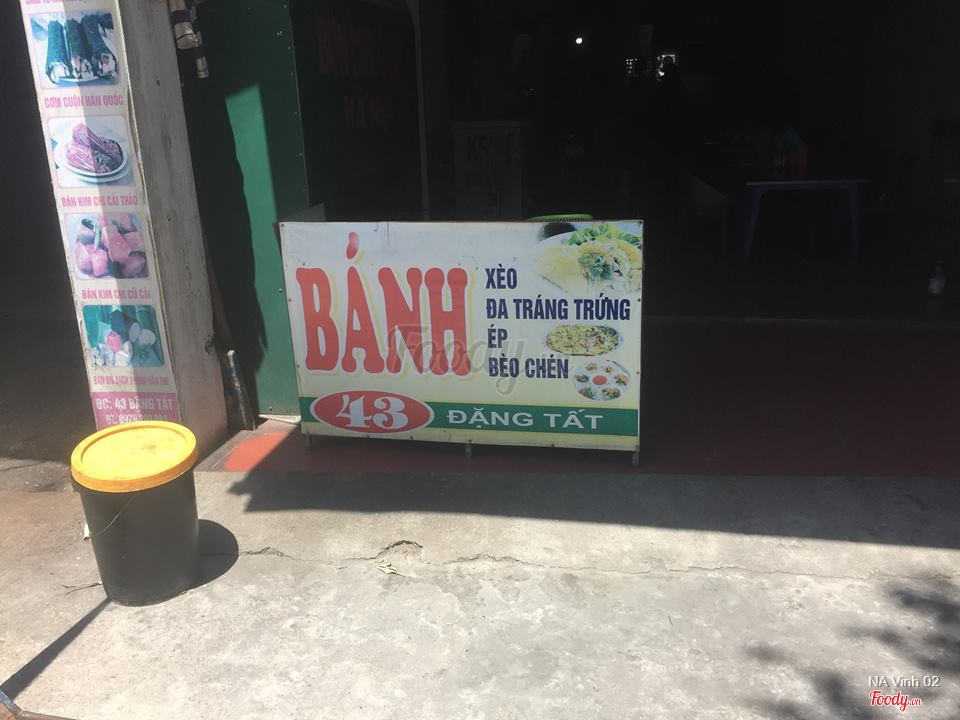 CƠM CUỘN HÀN QUỐC
BÁN KIM CHI CẢI THẢO
BÁN KIM CHI CỦ CẢI
ĐC: 43 ĐẶNG TẤT
BÁNH
XÈO
ĐA TRÁNG TRỨNG
ÉP
BÈO CHÉN
43 ĐẶNG TẤT
Foody
NA Vinh 02
Foody.vn